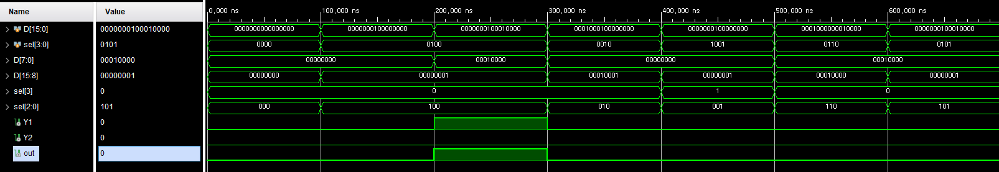 Name Value 0,000 ns 100,000 ns 200,000 ns 300,000 ns 400,000 ns 500,000 ns 600,000 ns
D[15:0] 0000000100010000 0000000000000000 0000000100000000 0000000100010000 0001000100000000 0000000100000000 0001000000010000 0000000100010000
sel[3:0] 0101 0000 0100 0010 1001 0110 0101
D[7:0] 00010000 00000000 00010000 00000000 00010000
D[15:8] 00000001 00000000 00000001 00010001 00000001 00010000 00000001
sel[3] 0 0 1 0
sel[2:0] 101 000 100 010 001 110 101
Y1 0
Y2 0
out 0